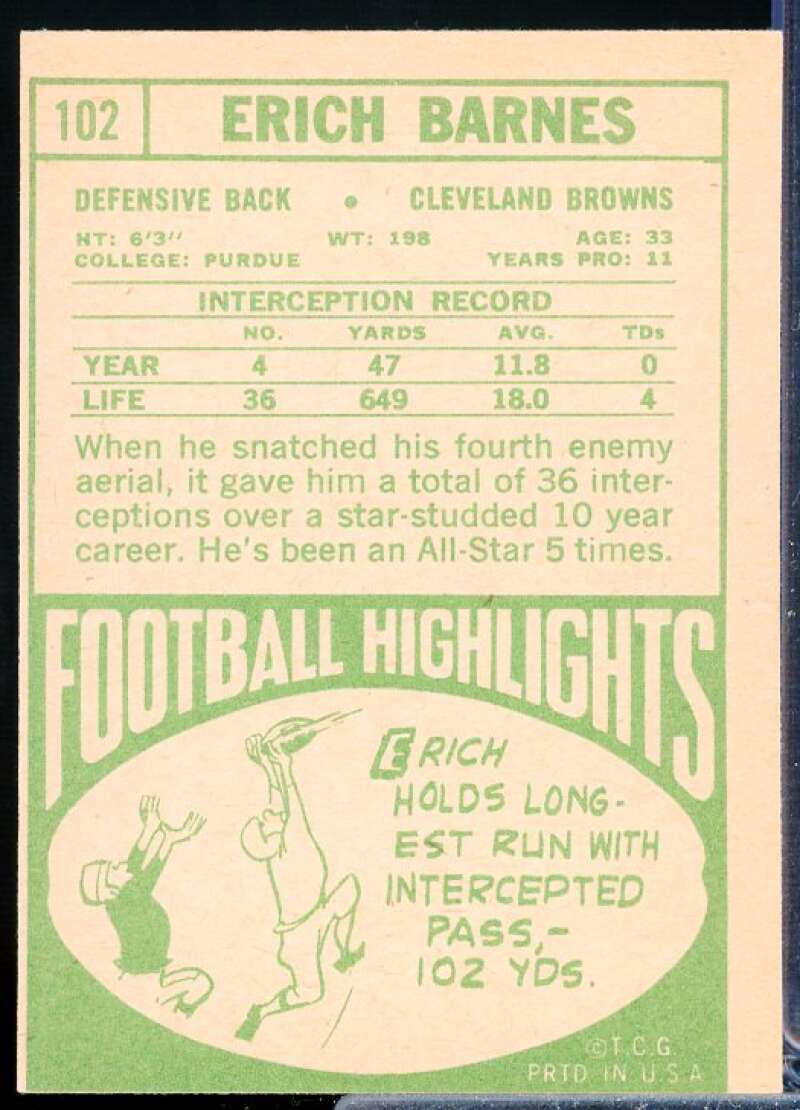 102 ERICH BARNES
DEFENSIVE BACK • CLEVELAND BROWNS
HT: 6'3" WT: 198 AGE: 33
COLLEGE: PURDUE YEARS PRO: 11
INTERCEPTION RECORD
NO. YARDS AVG. TDs
YEAR 4 47 11.8 0
LIFE 36 649 18.0 4
When he snatched his fourth enemy
aerial, it gave him a total of 36 inter-
ceptions over a star-studded 10 year
career. He's been an All-Star 5 times.
FOOTBALL HIGHLIGHTS
ERICH
HOLDS LONG-
EST RUN WITH
INTERCEPTED
PASS,-
102 YDS.
©T.C.G.
PRTD IN U.S.A